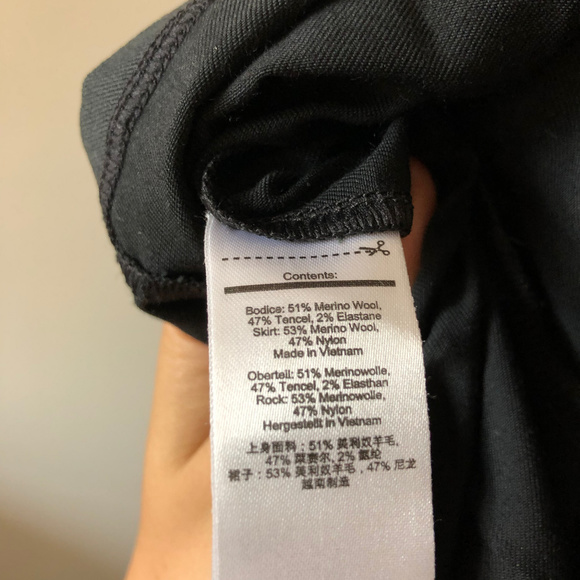 Contents:
Bodice: 51% Merino Wool,
47% Tencel, 2% Elastane
Skirt: 53% Merino Wool,
47% Nylon
Made in Vietnam
Oberteil: 51% Merinowolle,
47% Tencel, 2% Elasthan
Rock: 53% Merinowolle,
47% Nylon
Hergestellt in Vietnam
上身面料：51% 美利奴羊毛,
47% 莱赛尔, 2% 氨纶
裙子：53% 美利奴羊毛，47% 尼龙
越南制造